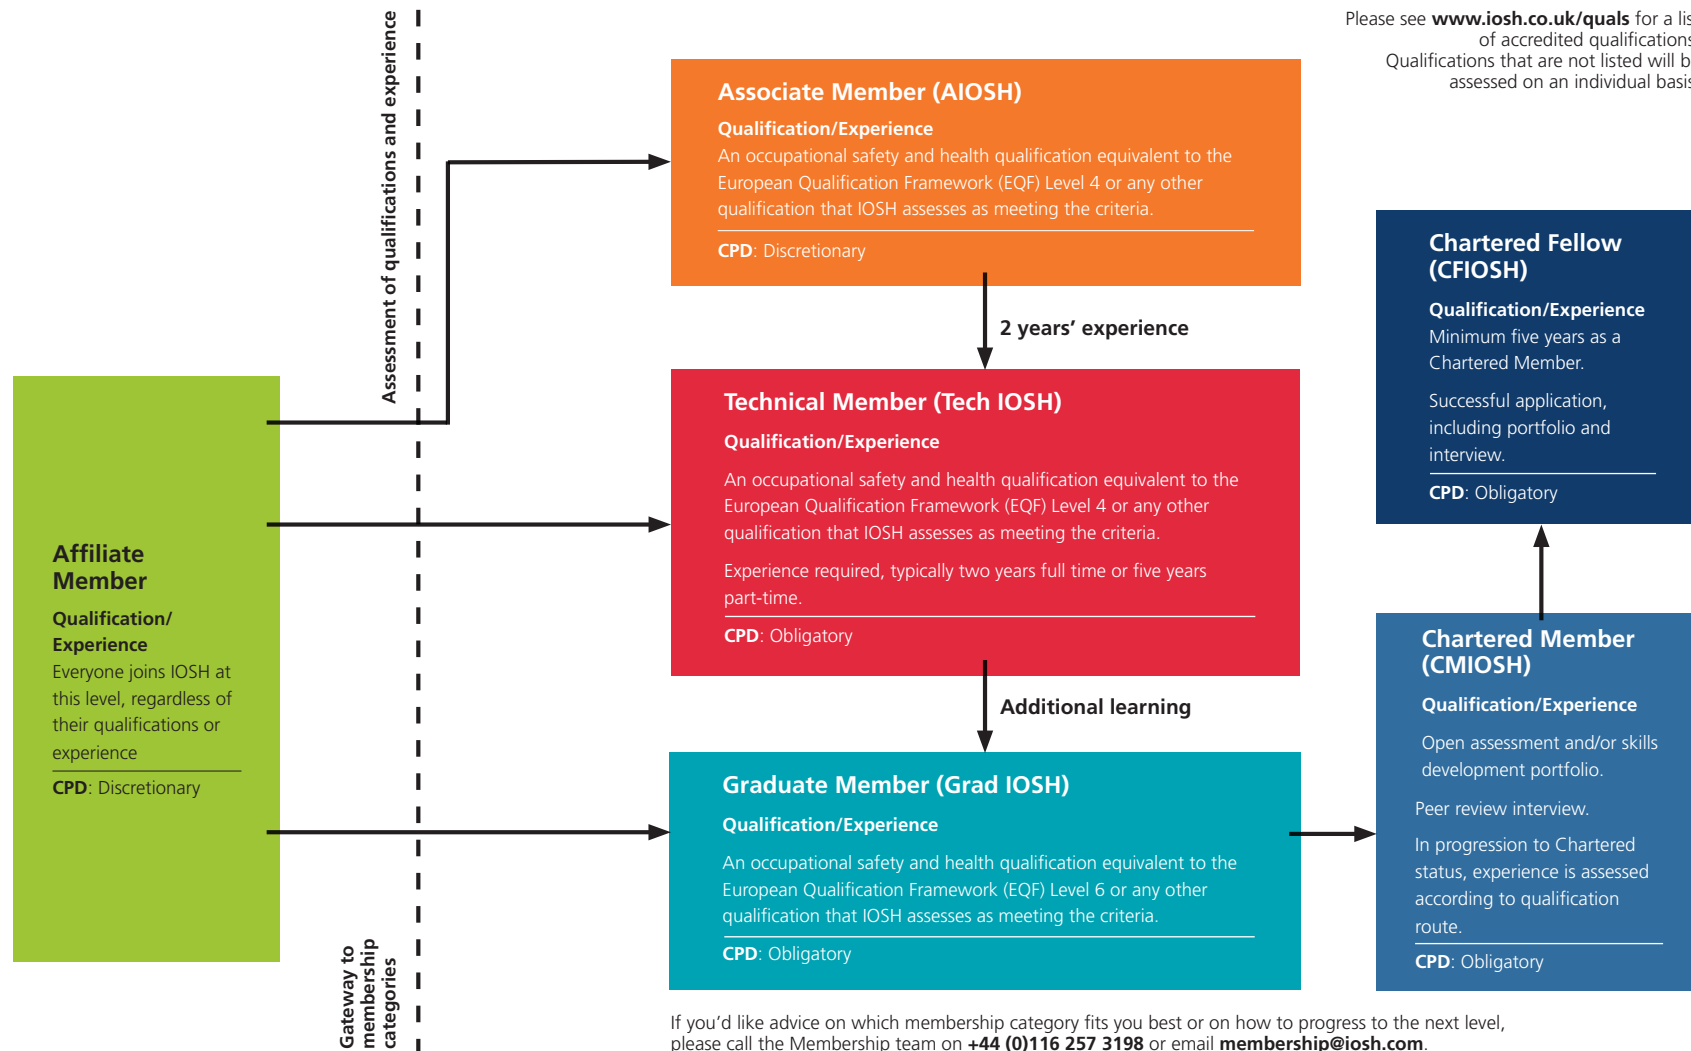 Please see www.iosh.co.uk/quals for a lis
of accredited qualifications
Qualifications that are not listed will b
assessed on an individual basis
Assessment of qualifications and experience
Gateway to
membership
categories
Affiliate
Member
Qualification/
Experience
Everyone joins IOSH at
this level, regardless of
their qualifications or
experience
CPD: Discretionary
Associate Member (AIOSH)
Qualification/Experience
An occupational safety and health qualification equivalent to the
European Qualification Framework (EQF) Level 4 or any other
qualification that IOSH assesses as meeting the criteria.
CPD: Discretionary
2 years’ experience
Technical Member (Tech IOSH)
Qualification/Experience
An occupational safety and health qualification equivalent to the
European Qualification Framework (EQF) Level 4 or any other
qualification that IOSH assesses as meeting the criteria.
Experience required, typically two years full time or five years
part-time.
CPD: Obligatory
Additional learning
Graduate Member (Grad IOSH)
Qualification/Experience
An occupational safety and health qualification equivalent to the
European Qualification Framework (EQF) Level 6 or any other
qualification that IOSH assesses as meeting the criteria.
CPD: Obligatory
Chartered Fellow
(CFIOSH)
Qualification/Experience
Minimum five years as a
Chartered Member.
Successful application,
including portfolio and
interview.
CPD: Obligatory
Chartered Member
(CMIOSH)
Qualification/Experience
Open assessment and/or skills
development portfolio.
Peer review interview.
In progression to Chartered
status, experience is assessed
according to qualification
route.
CPD: Obligatory
If you’d like advice on which membership category fits you best or on how to progress to the next level,
please call the Membership team on +44 (0)116 257 3198 or email membership@iosh.com.